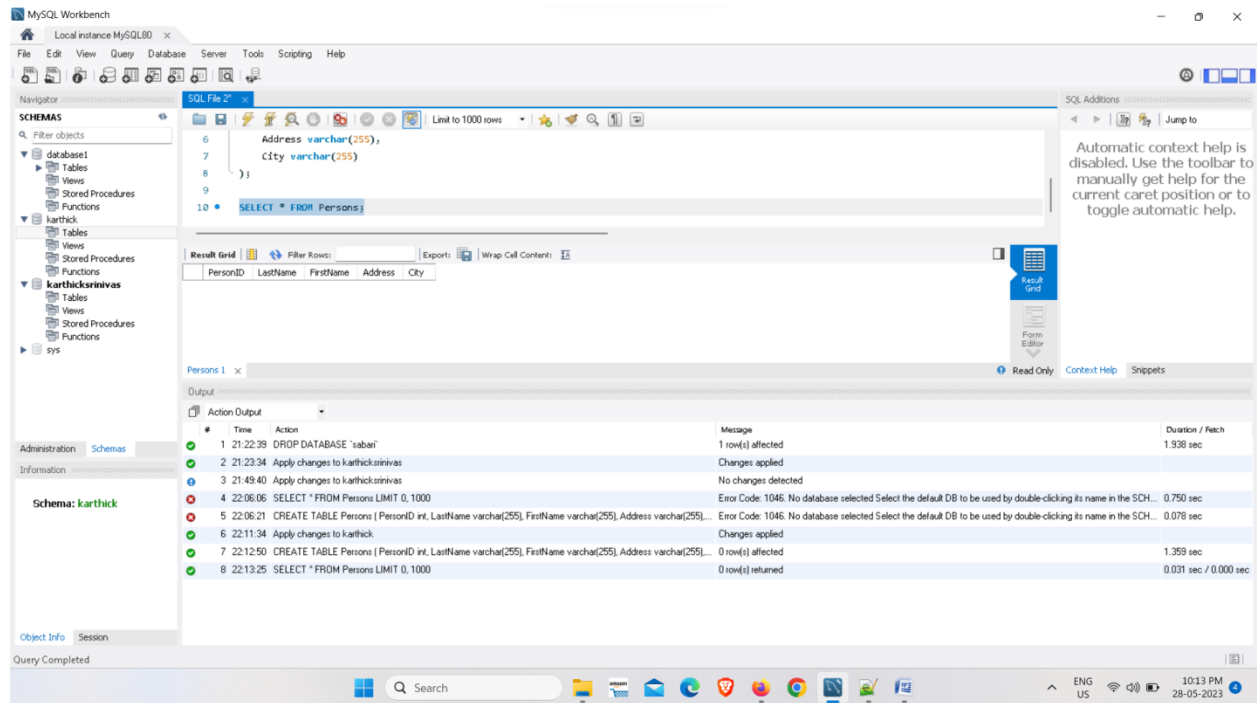 MySQL Workbench
Local instance MySQL80 ×
File Edit View Query Database Server Tools Scripting Help
Navigator
SCHEMAS
Filter objects
database1
Tables
Views
Stored Procedures
Functions
karthick
Tables
Views
Stored Procedures
Functions
karthicksrinivas
Tables
Views
Stored Procedures
Functions
sys
Administration Schemas
Information
Schema: karthick
Object Info Session
SQL File 2* ×
Limit to 1000 rows
6 Address varchar(255),
7 City varchar(255)
8 );
9
10 SELECT * FROM Persons;
Result Grid Filter Rows: Export: Wrap Cell Content:
PersonID LastName FirstName Address City
Result
Grid
Form
Editor
Persons 1 × Read Only
SQL Additions
Jump to
Automatic context help is
disabled. Use the toolbar to
manually get help for the
current caret position or to
toggle automatic help.
Context Help Snippets
Output
Action Output
# Time Action Message Duration / Fetch
1 21:22:39 DROP DATABASE `sabari` 1 row(s) affected 1.938 sec
2 21:23:34 Apply changes to karthicksrinivas Changes applied
3 21:49:40 Apply changes to karthicksrinivas No changes detected
4 22:06:06 SELECT * FROM Persons LIMIT 0, 1000 Error Code: 1046. No database selected Select the default DB to be used by double-clicking its name in the SCH... 0.750 sec
5 22:06:21 CREATE TABLE Persons ( PersonID int, LastName varchar(255), FirstName varchar(255), Address varchar(255),... Error Code: 1046. No database selected Select the default DB to be used by double-clicking its name in the SCH... 0.078 sec
6 22:11:34 Apply changes to karthick Changes applied
7 22:12:50 CREATE TABLE Persons ( PersonID int, LastName varchar(255), FirstName varchar(255), Address varchar(255),... 0 row(s) affected 1.359 sec
8 22:13:25 SELECT * FROM Persons LIMIT 0, 1000 0 row(s) returned 0.031 sec / 0.000 sec
Query Completed
Search
ENG
US
10:13 PM
28-05-2023
4